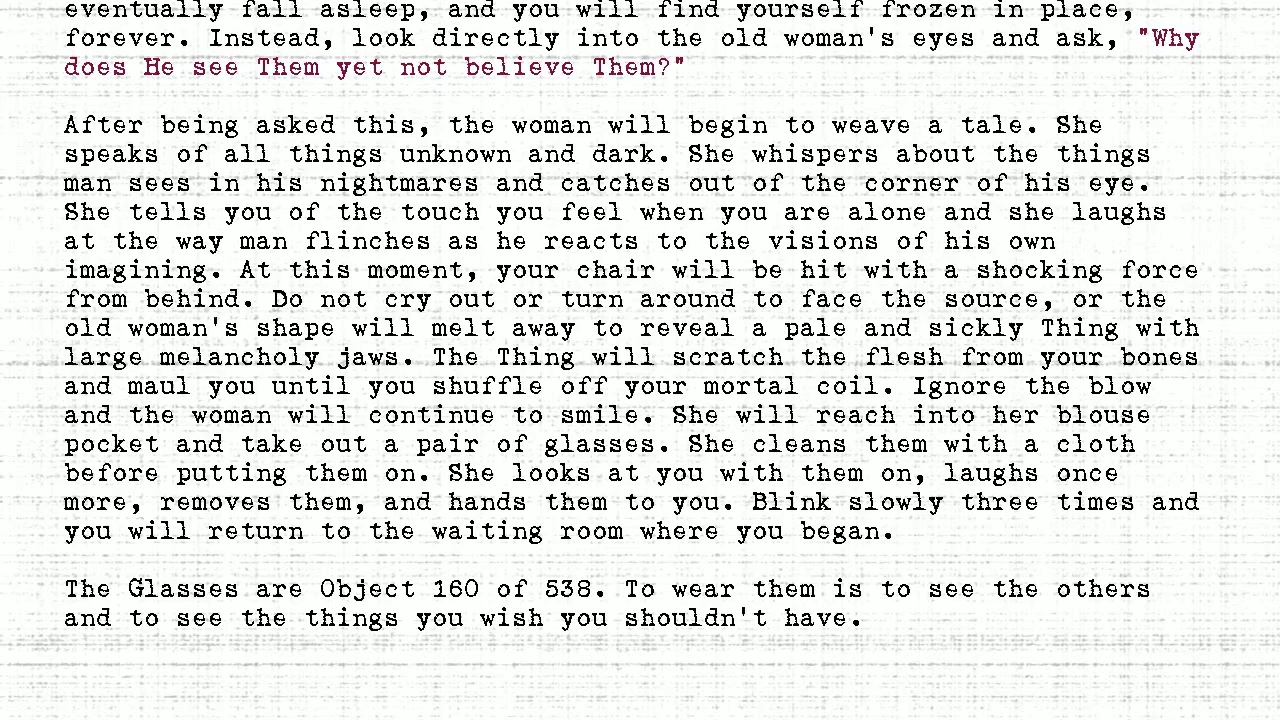 eventually fall asleep, and you will find yourself frozen in place,
forever. Instead, look directly into the old woman's eyes and ask, "Why
does He see Them yet not believe Them?"
After being asked this, the woman will begin to weave a tale. She
speaks of all things unknown and dark. She whispers about the things
man sees in his nightmares and catches out of the corner of his eye.
She tells you of the touch you feel when you are alone and she laughs
at the way man flinches as he reacts to the visions of his own
imagining. At this moment, your chair will be hit with a shocking force
from behind. Do not cry out or turn around to face the source, or the
old woman's shape will melt away to reveal a pale and sickly Thing with
large melancholy jaws. The Thing will scratch the flesh from your bones
and maul you until you shuffle off your mortal coil. Ignore the blow
and the woman will continue to smile. She will reach into her blouse
pocket and take out a pair of glasses. She cleans them with a cloth
before putting them on. She looks at you with them on, laughs once
more, removes them, and hands them to you. Blink slowly three times and
you will return to the waiting room where you began.
The Glasses are Object 160 of 538. To wear them is to see the others
and to see the things you wish you shouldn't have.